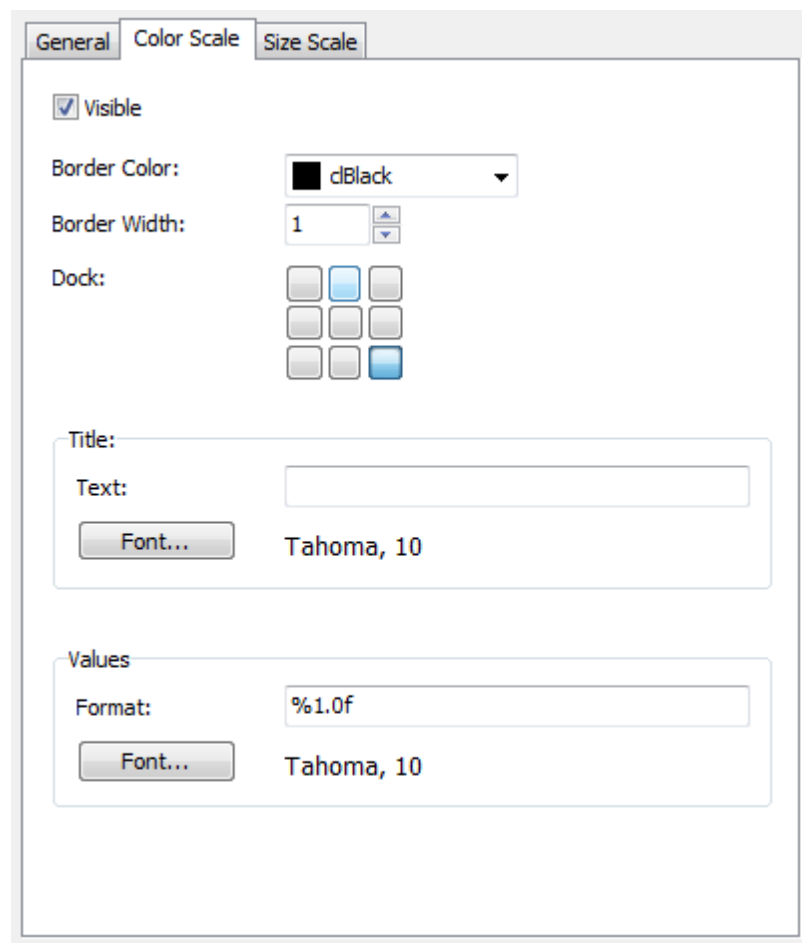 General Color Scale Size Scale
Visible
Border Color: clBlack
Border Width: 1
Dock:
Title:
Text:
Font... Tahoma, 10
Values
Format: %1.0f
Font... Tahoma, 10